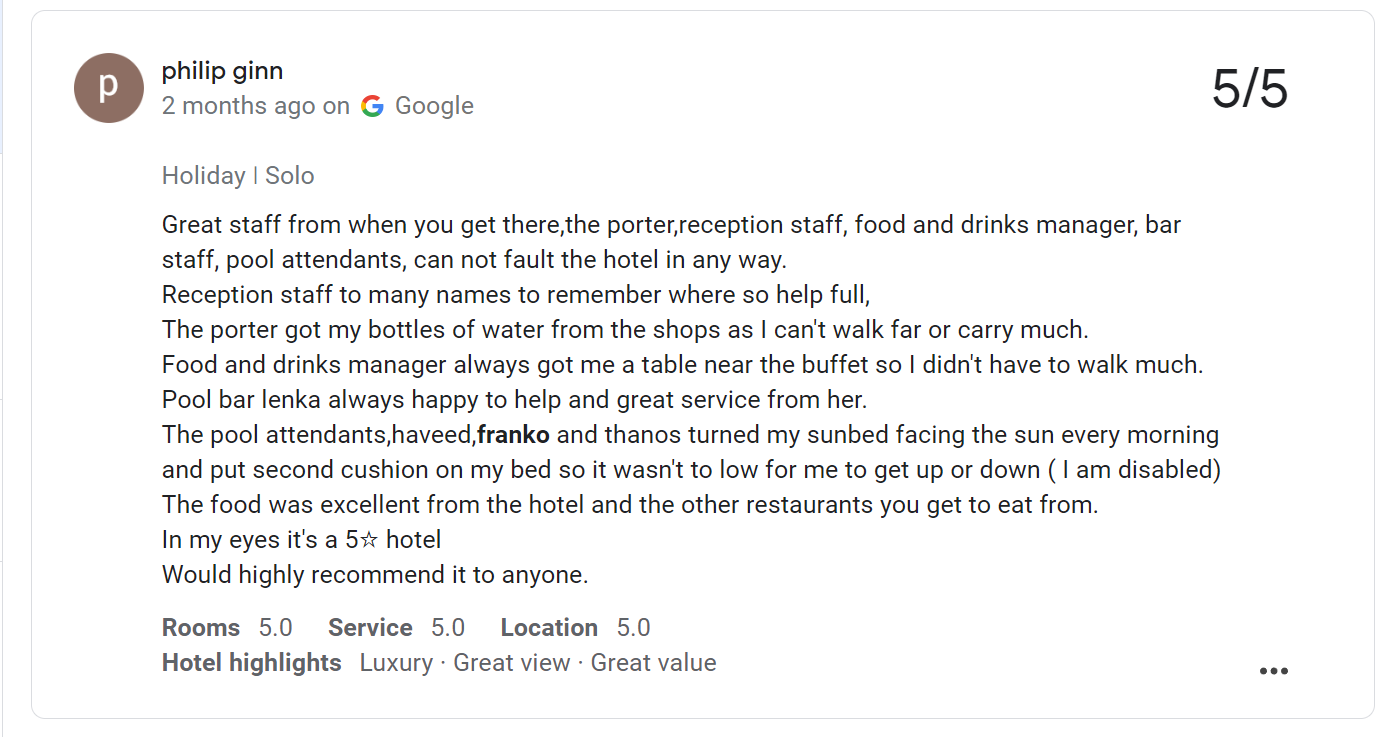 p
philip ginn
5/5
2 months ago on Google
Holiday | Solo
Great staff from when you get there,the porter,reception staff, food and drinks manager, bar
staff, pool attendants, can not fault the hotel in any way.
Reception staff to many names to remember where so help full,
The porter got my bottles of water from the shops as I can't walk far or carry much.
Food and drinks manager always got me a table near the buffet so I didn't have to walk much.
Pool bar lenka always happy to help and great service from her.
The pool attendants,haveed,franko and thanos turned my sunbed facing the sun every morning
and put second cushion on my bed so it wasn't to low for me to get up or down ( I am disabled)
The food was excellent from the hotel and the other restaurants you get to eat from.
In my eyes it's a 5☆ hotel
Would highly recommend it to anyone.
Rooms 5.0 Service 5.0 Location 5.0
Hotel highlights Luxury · Great view · Great value